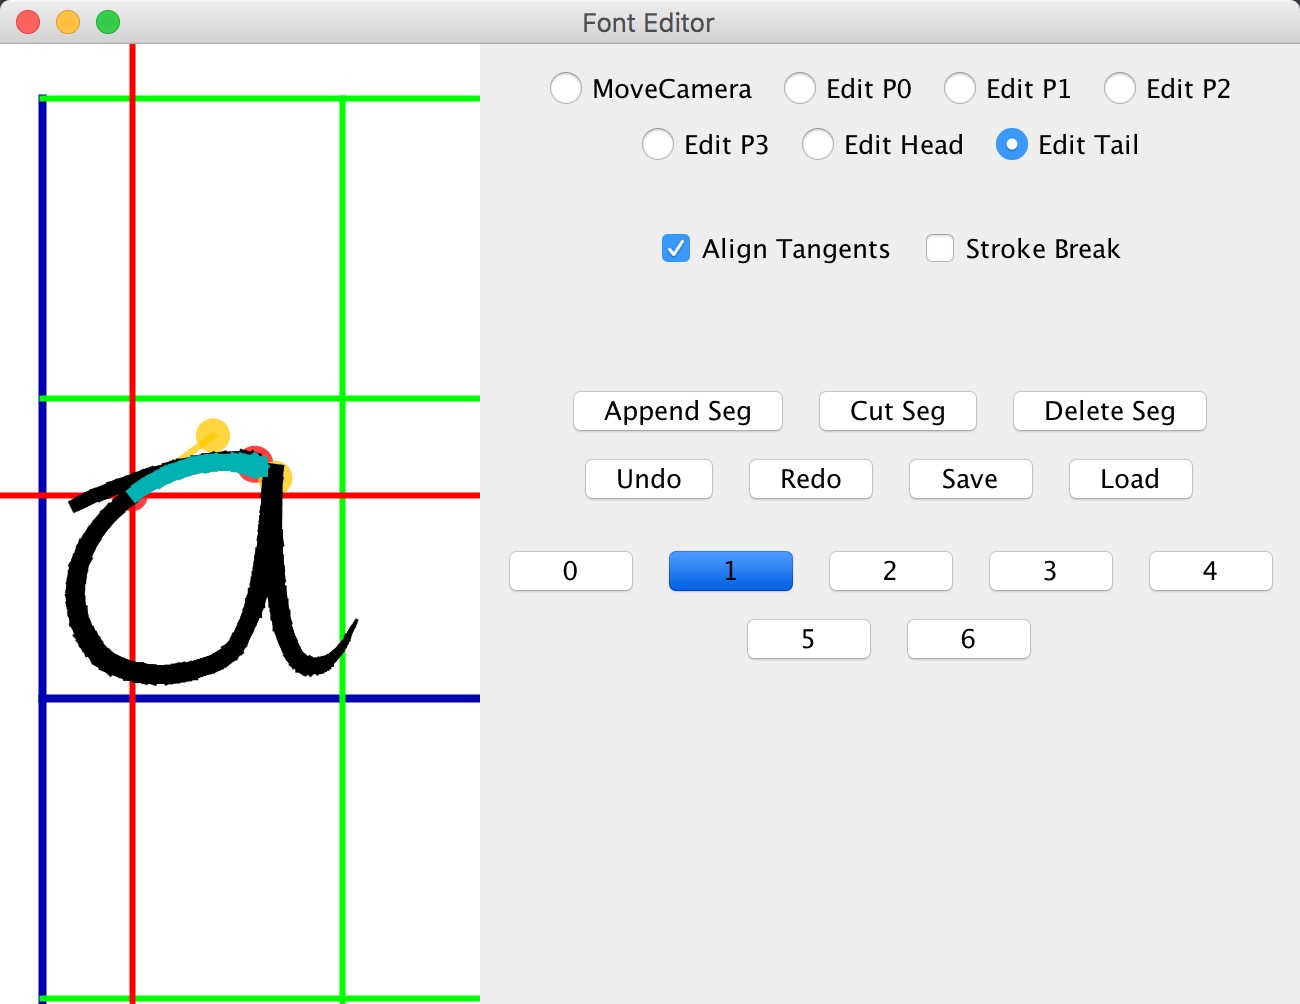 Font Editor
MoveCamera Edit P0 Edit P1 Edit P2
Edit P3 Edit Head Edit Tail
Align Tangents Stroke Break
Append Seg Cut Seg Delete Seg
Undo Redo Save Load
0 1 2 3 4
5 6
a